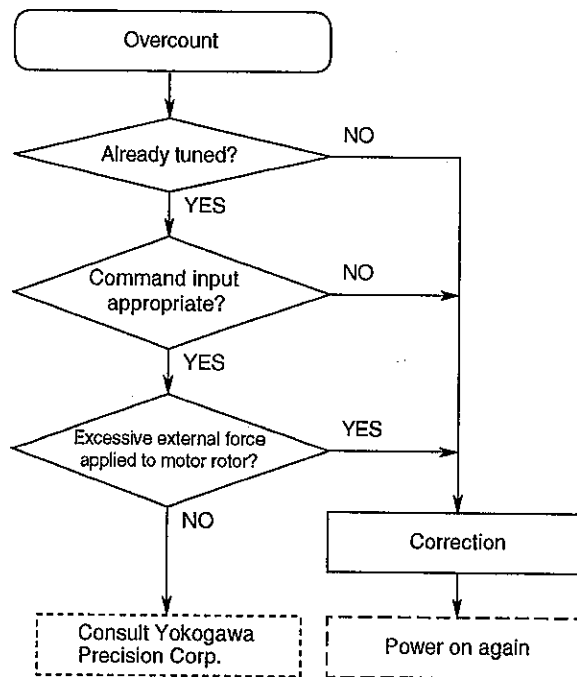 Overcount
Already tuned?
NO
YES
Command input
appropriate?
NO
YES
Excessive external force
applied to motor rotor?
YES
NO
Correction
Consult Yokogawa
Precision Corp.
Power on again